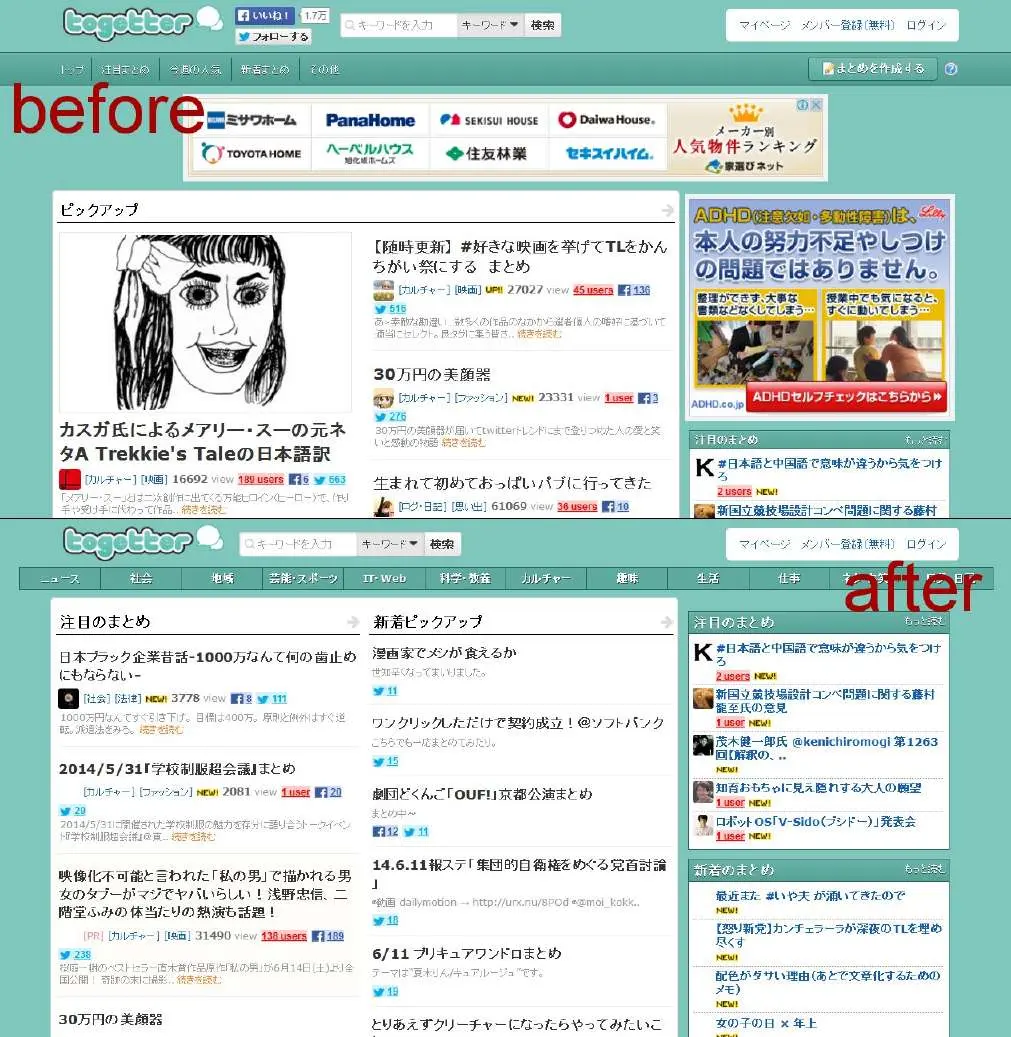 togetter
いいね！ 1.7万
フォローする
キーワードを入力 キーワード 検索
マイページ メンバー登録(無料) ログイン
トップ 注目まとめ 今週の人気 新着まとめ その他
まとめを作成する
before
ミサワホーム PanaHome SEKISUI HOUSE Daiwa House®
TOYOTA HOME ヘーベルハウス 旭化成ホームズ 住友林業 セキスイハイム。
メーカー別
人気物件ランキング
家選びネット
ピックアップ
カスガ氏によるメアリー・スーの元ネ
タA Trekkie's Taleの日本語訳
[カルチャー] [映画] 16692 view 189 users 6 563
「メアリー・スー」とは二次創作に出てくる万能ヒロイン(ヒーロー)で、作り
手や受け手に代わって作品... 続きを読む
【随時更新】#好きな映画を挙げてTLをかん
ちがい祭にする まとめ
[カルチャー] [映画] UP!! 27027 view 45 users 136
516
続きを読む
30万円の美顔器
[カルチャー] [ファッション] NEW! 23331 view 1 user 3
276
30万円の美顔器が届いてtwitterトレンドにまで登りつめた人の愛と笑
いと感動の物語 続きを読む
生まれて初めておっぱいパブに行ってきた
[ログ・日記] [思い出] 61069 view 36 users 10
ADHD(注意欠如・多動性障害)は、 Lilly
本人の努力不足やしつけ
の問題ではありません。
整理ができず、大事な
書類などなくしてしまう…
授業中でも気になると、
すぐに動いてしまう…
ADHD.co.jp ADHDセルフチェックはこちらから
注目のまとめ もっと読む
#日本語と中国語で意味が違うから気をつけ
ろ
2 users NEW!
新国立競技場設計コンペ問題に関する藤村
togetter
キーワードを入力 キーワード 検索
マイページ メンバー登録(無料) ログイン
ニュース 社会 地域 芸能・スポーツ IT・Web 科学・教養 カルチャー 趣味 生活 仕事
after
注目のまとめ
日本ブラック企業昔話-1000万なんて何の歯止め
にもならない-
[社会] [法律] NEW! 3778 view 8 111
1000万円なんてすぐ引き下げ。目標は400万。原則と例外はすぐ逆
転。派遣法をみろ。 続きを読む
2014/5/31『学校制服超会議』まとめ
[カルチャー] [ファッション] NEW! 2081 view 1 user 20
29
2014/5/31に開催された学校制服の魅力を存分に語り合うトークイベン
ト『学校制服超会議』@東... 続きを読む
映像化不可能と言われた「私の男」で描かれる男
女のタブーがマジでヤバいらしい！浅野忠信、二
階堂ふみの体当たりの熱演も話題！
[PR] [カルチャー] [映画] 31490 view 138 users 189
238
桜庭一樹のベストセラー直木賞作品原作『私の男』が6月14日(土)より全
国公開！ 奇跡の末に撮影... 続きを読む
30万円の美顔器
新着ピックアップ
漫画家でメシが食えるか
世知辛くなってまいりました。
11
ワンクリックしただけで契約成立！＠ソフトバンク
こちらでも一応まとめてみたり。
15
劇団どくんご「OUF!」京都公演まとめ
まとめ中～
12 11
14.6.11報ステ「集団的自衛権をめぐる党首討論
」
◎動画 dailymotion → http://urx.nu/8POd ◎@moi_kokk..
18
6/11 プリキュアワンドロまとめ
テーマは"夏木りん/キュアルージュ"です。
19
とりあえずクリーチャーになったらやってみたいこ
注目のまとめ もっと読む
#日本語と中国語で意味が違うから気をつけ
ろ
2 users NEW!
新国立競技場設計コンペ問題に関する藤村
龍至氏の意見
1 user NEW!
茂木健一郎氏 @kenichiromogi 第1263
回【解釈の、..
NEW!
知育おもちゃに見え隠れする大人の願望
1 user NEW!
ロボットOS「V-Sido(ブシドー)」発表会
1 user NEW!
新着のまとめ もっと読む
最近また #いや夫 が涌いてきたので
NEW!
【怒り新党】カンチェラーラが深夜のTLを埋め
尽くす
NEW!
配色がダサい理由(あとで文章化するための
メモ)
NEW!
女の子の日 × 年上